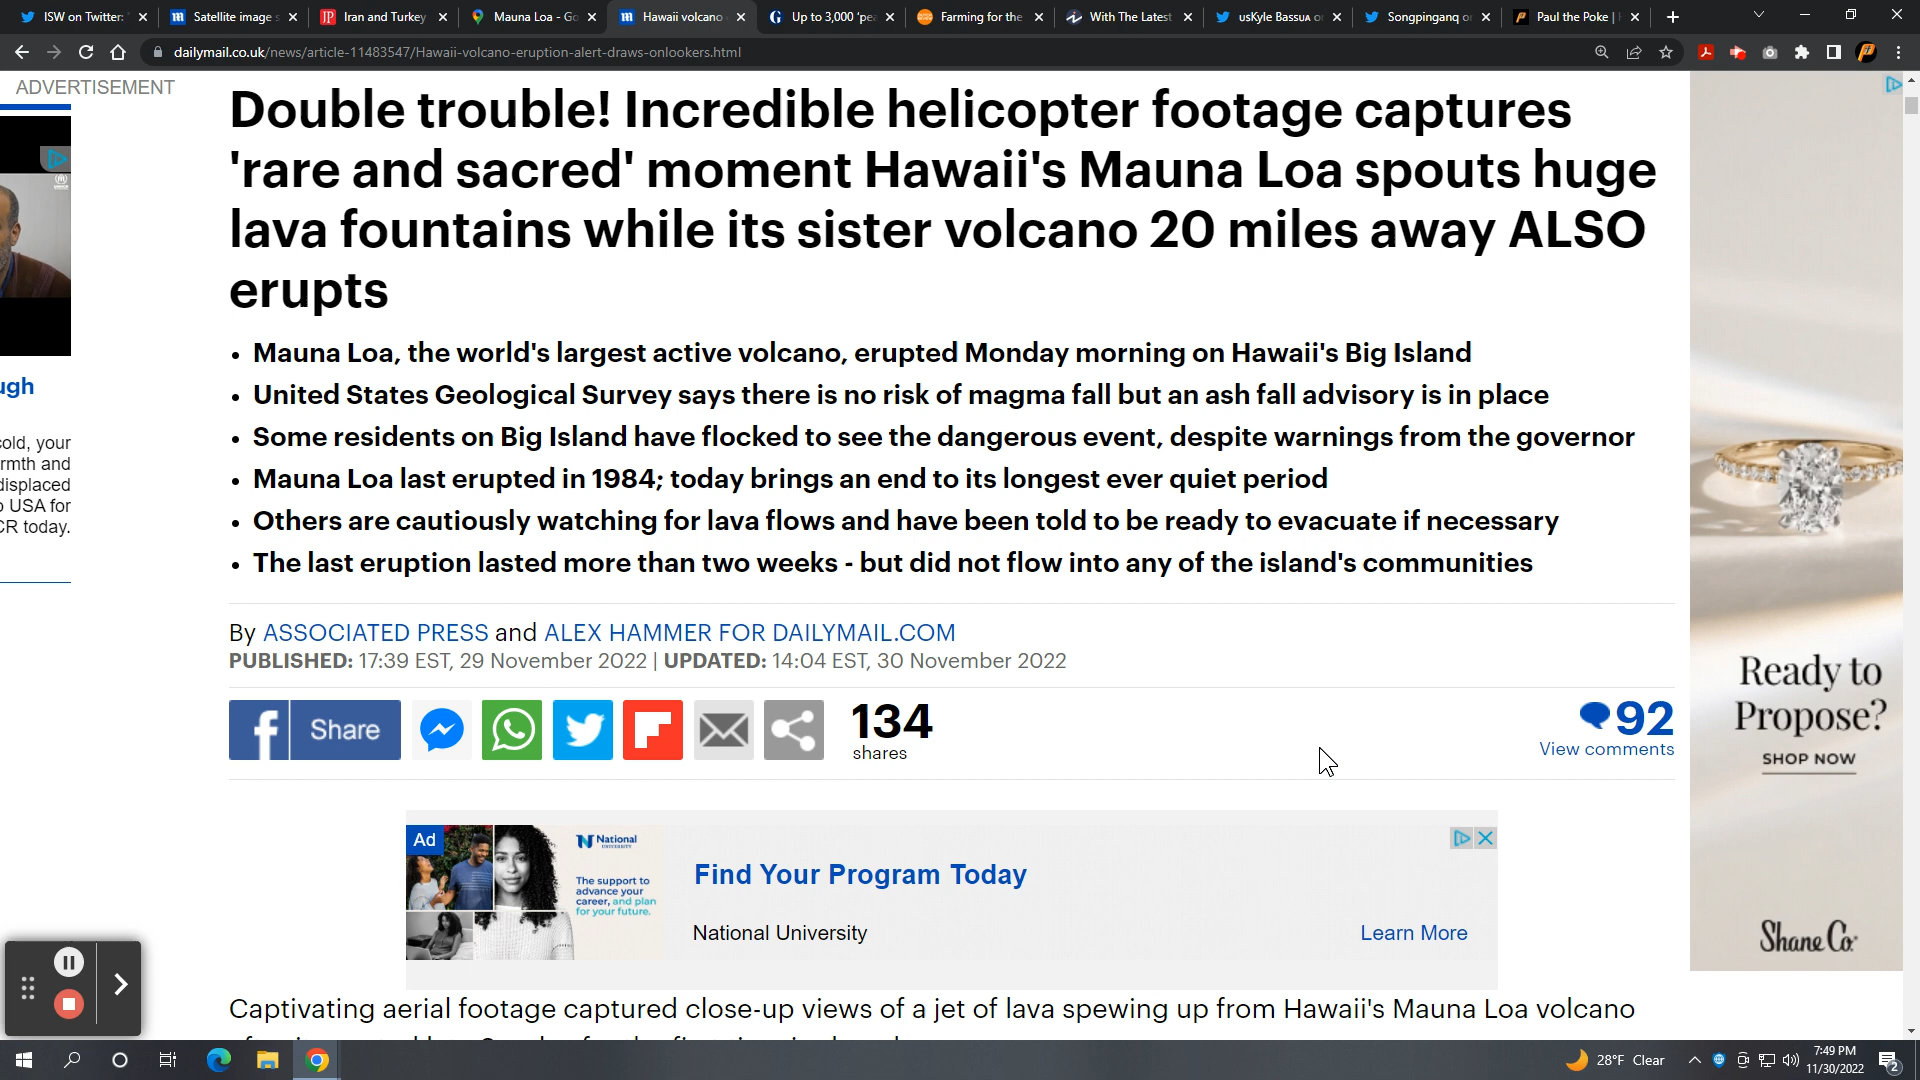 ISW on Twitter: '
Satellite image s
Iran and Turkey
Mauna Loa - Go
Hawaii volcano
Up to 3,000 'pea
Farming for the
With The Latest
usKyle Bassua o
Songpinganq o
Paul the Poke |
dailymail.co.uk/news/article-11483547/Hawaii-volcano-eruption-alert-draws-onlookers.html
ADVERTISEMENT
Double trouble! Incredible helicopter footage captures
'rare and sacred' moment Hawaii's Mauna Loa spouts huge
lava fountains while its sister volcano 20 miles away ALSO
erupts
• Mauna Loa, the world's largest active volcano, erupted Monday morning on Hawaii's Big Island
• United States Geological Survey says there is no risk of magma fall but an ash fall advisory is in place
• Some residents on Big Island have flocked to see the dangerous event, despite warnings from the governor
• Mauna Loa last erupted in 1984; today brings an end to its longest ever quiet period
• Others are cautiously watching for lava flows and have been told to be ready to evacuate if necessary
• The last eruption lasted more than two weeks - but did not flow into any of the island's communities
ugh
cold, your
rmth and
displaced
o USA for
CR today.
By ASSOCIATED PRESS and ALEX HAMMER FOR DAILYMAIL.COM
PUBLISHED: 17:39 EST, 29 November 2022 | UPDATED: 14:04 EST, 30 November 2022
Share
134
shares
92
View comments
Ad
National
UNIVERSITY
The support to
advance your
career, and plan
for your future.
Find Your Program Today
National University
Learn More
Ready to
Propose?
SHOP NOW
Shane Co.
Captivating aerial footage captured close-up views of a jet of lava spewing up from Hawaii's Mauna Loa volcano
28°F Clear
7:49 PM
11/30/2022
2